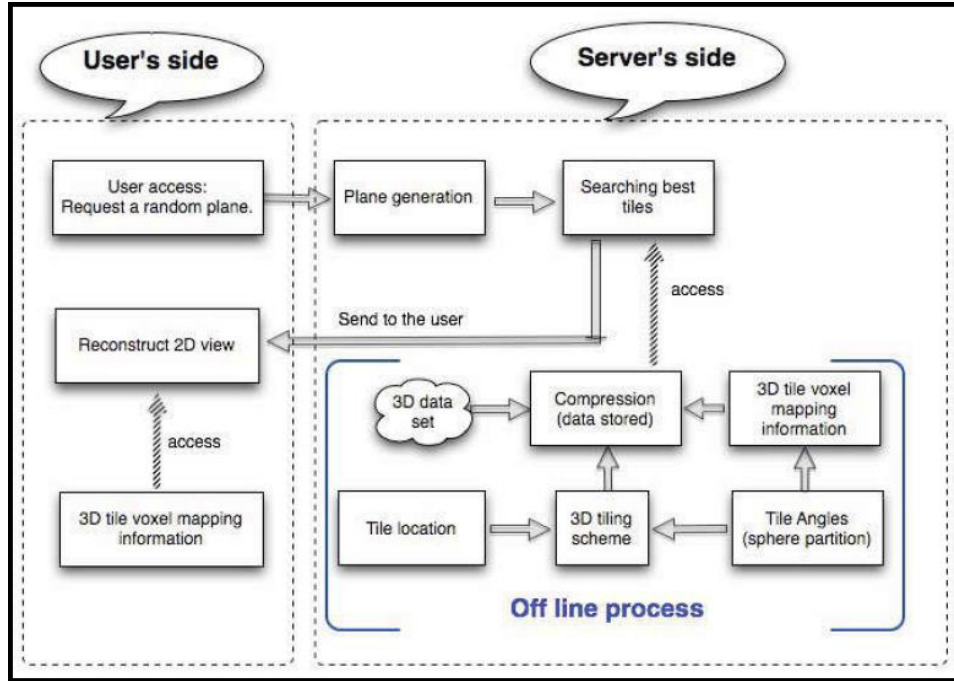 User's side
Server's side
User access:
Request a random plane.
Plane generation
Searching best
tiles
access
Send to the user
Reconstruct 2D view
3D data
set
Compression
(data stored)
3D tile voxel
mapping
information
access
3D tile voxel mapping
information
Tile location
3D tiling
scheme
Tile Angles
(sphere partition)
Off line process